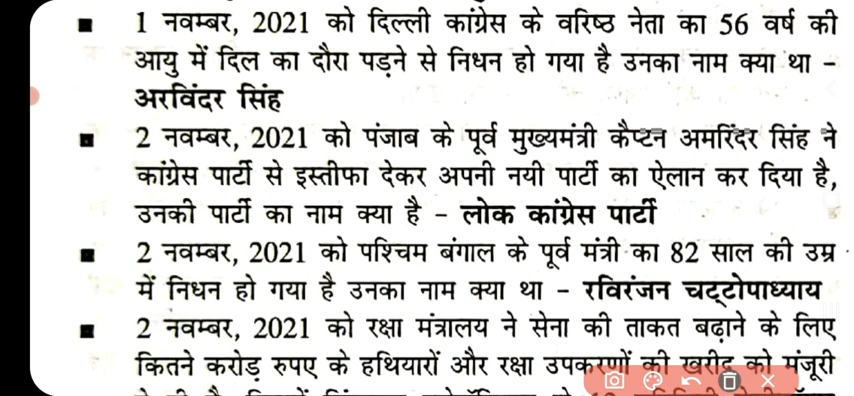 ▪ 1 नवम्बर, 2021 को दिल्ली कांग्रेस के वरिष्ठ नेता का 56 वर्ष की
आयु में दिल का दौरा पड़ने से निधन हो गया है उनका नाम क्या था –
अरविंदर सिंह
▪ 2 नवम्बर, 2021 को पंजाब के पूर्व मुख्यमंत्री कैप्टन अमरिंदर सिंह ने
कांग्रेस पार्टी से इस्तीफा देकर अपनी नयी पार्टी का ऐलान कर दिया है,
उनकी पार्टी का नाम क्या है – लोक कांग्रेस पार्टी
▪ 2 नवम्बर, 2021 को पश्चिम बंगाल के पूर्व मंत्री का 82 साल की उम्र
में निधन हो गया है उनका नाम क्या था – रविरंजन चट्टोपाध्याय
▪ 2 नवम्बर, 2021 को रक्षा मंत्रालय ने सेना की ताकत बढ़ाने के लिए
कितने करोड़ रुपए के हथियारों और रक्षा उपकरणों की खरीद को मंजूरी